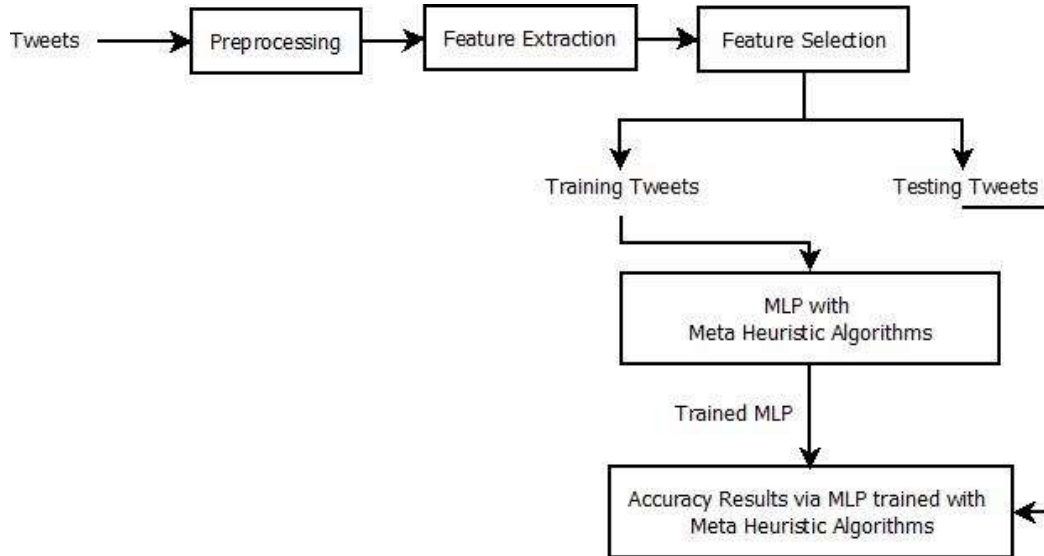 Tweets
Preprocessing
Feature Extraction
Feature Selection
Training Tweets
Testing Tweets
MLP with
Meta Heuristic Algorithms
Trained MLP
Accuracy Results via MLP trained with
Meta Heuristic Algorithms